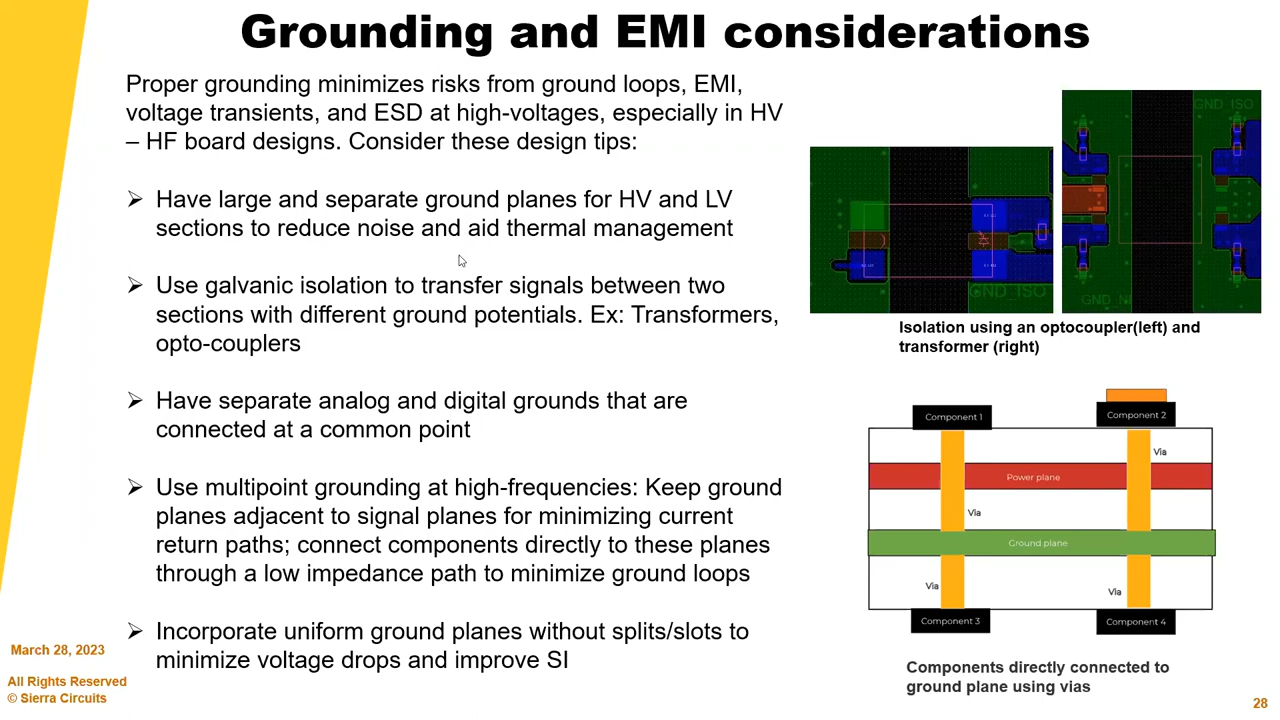 Grounding and EMI considerations
Proper grounding minimizes risks from ground loops, EMI,
voltage transients, and ESD at high-voltages, especially in HV
– HF board designs. Consider these design tips:
➢ Have large and separate ground planes for HV and LV
sections to reduce noise and aid thermal management
➢ Use galvanic isolation to transfer signals between two
sections with different ground potentials. Ex: Transformers,
opto-couplers
➢ Have separate analog and digital grounds that are
connected at a common point
➢ Use multipoint grounding at high-frequencies: Keep ground
planes adjacent to signal planes for minimizing current
return paths; connect components directly to these planes
through a low impedance path to minimize ground loops
➢ Incorporate uniform ground planes without splits/slots to
minimize voltage drops and improve SI
GND_ISO
GND_ISO
Isolation using an optocoupler(left) and
transformer (right)
Component 1
Component 2
Via
Power plane
Via
Ground plane
Via
Via
Component 3
Component 4
Components directly connected to
ground plane using vias
March 28, 2023
All Rights Reserved
© Sierra Circuits
28